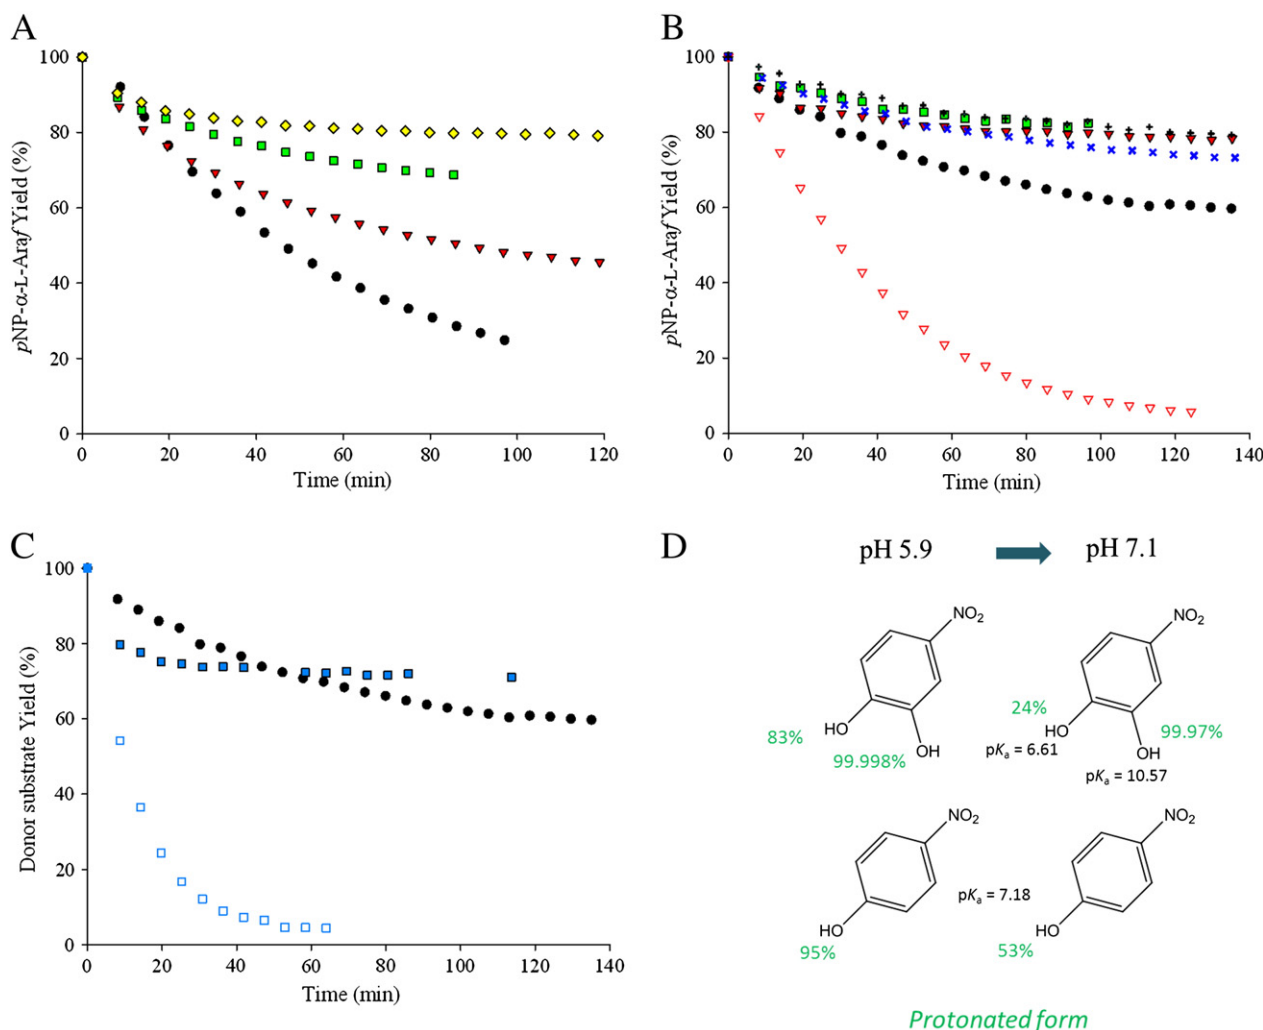 A
100
80
60
40
20
0
0 20 40 60 80 100 120
pNP-α-L-Araf Yield (%)
Time (min)
B
100
80
60
40
20
0
0 20 40 60 80 100 120 140
pNP-α-L-Araf Yield (%)
Time (min)
C
100
80
60
40
20
0
0 20 40 60 80 100 120 140
Donor substrate Yield (%)
Time (min)
D
pH 5.9 pH 7.1
NO₂ NO₂
83% HO 24% HO 99.97%
99.998% OH pKₐ = 6.61 OH
pKₐ = 10.57
NO₂ NO₂
pKₐ = 7.18
HO HO
95% 53%
Protonated form